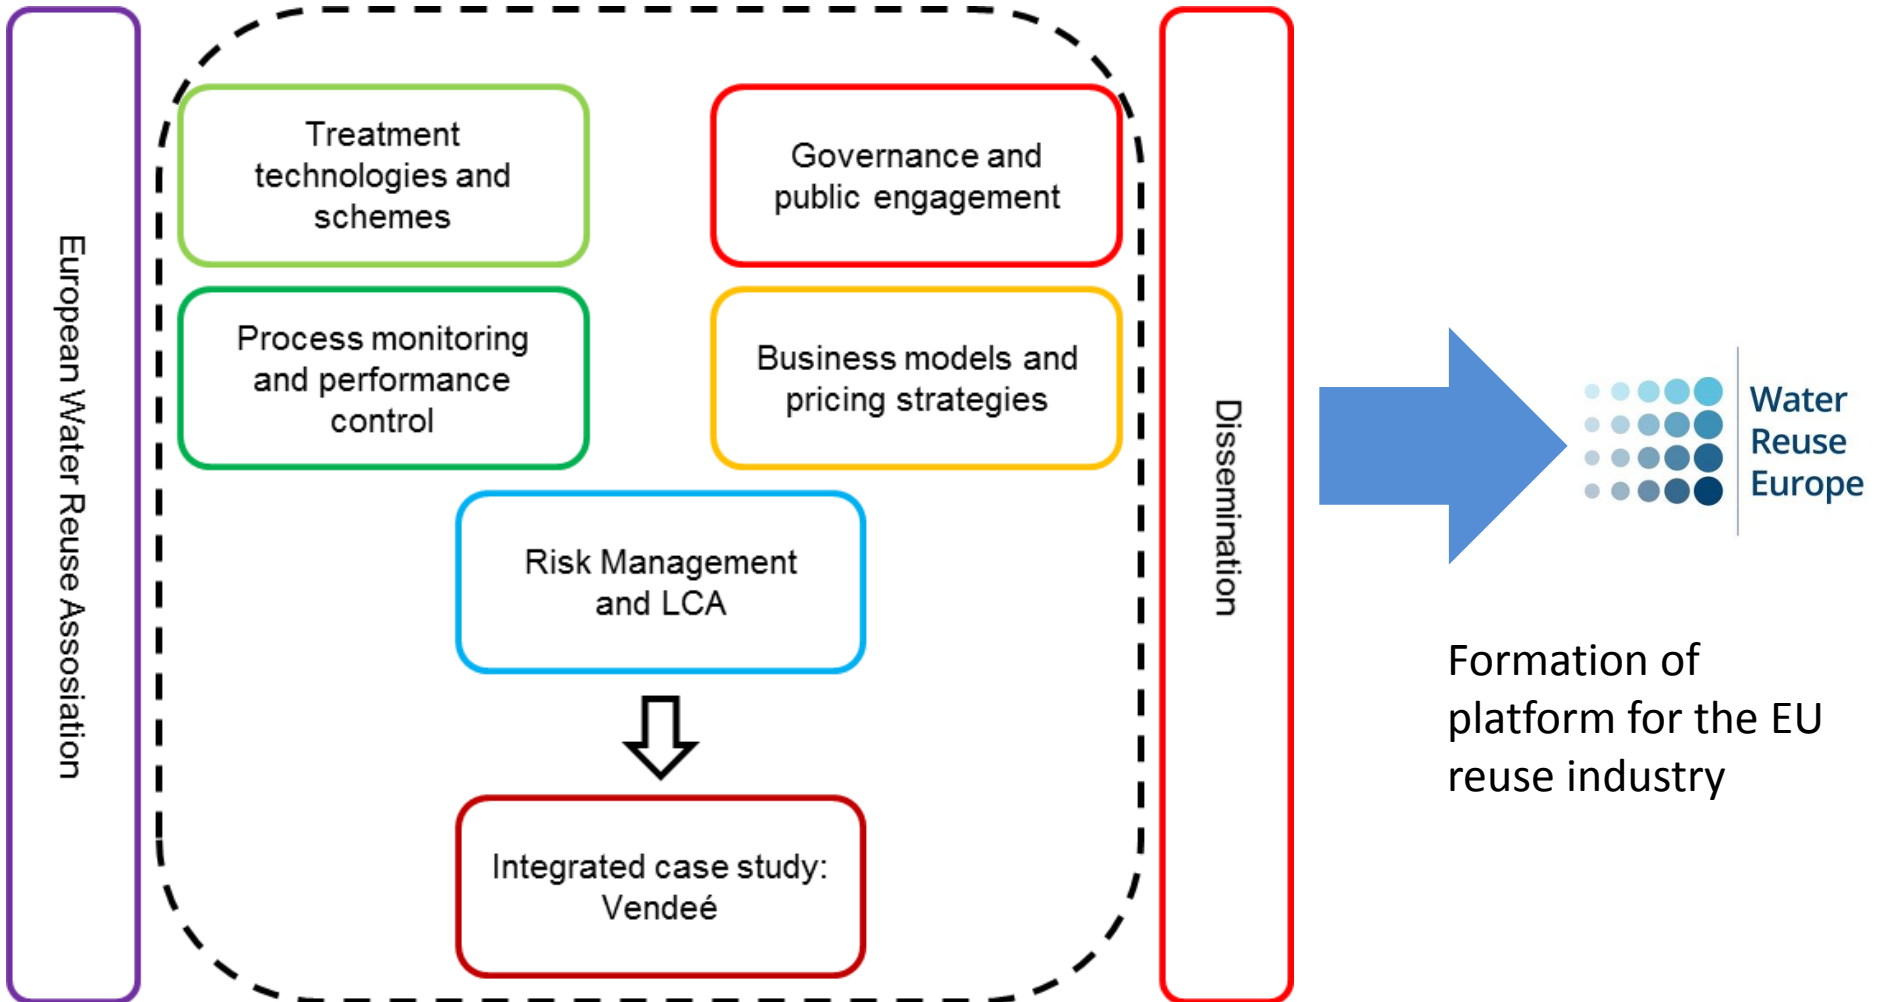 European Water Reuse Assosiation
Treatment
technologies and
schemes
Governance and
public engagement
Process monitoring
and performance
control
Business models and
pricing strategies
Risk Management
and LCA
Integrated case study:
Vendeé
Dissemination
Water
Reuse
Europe
Formation of
platform for the EU
reuse industry